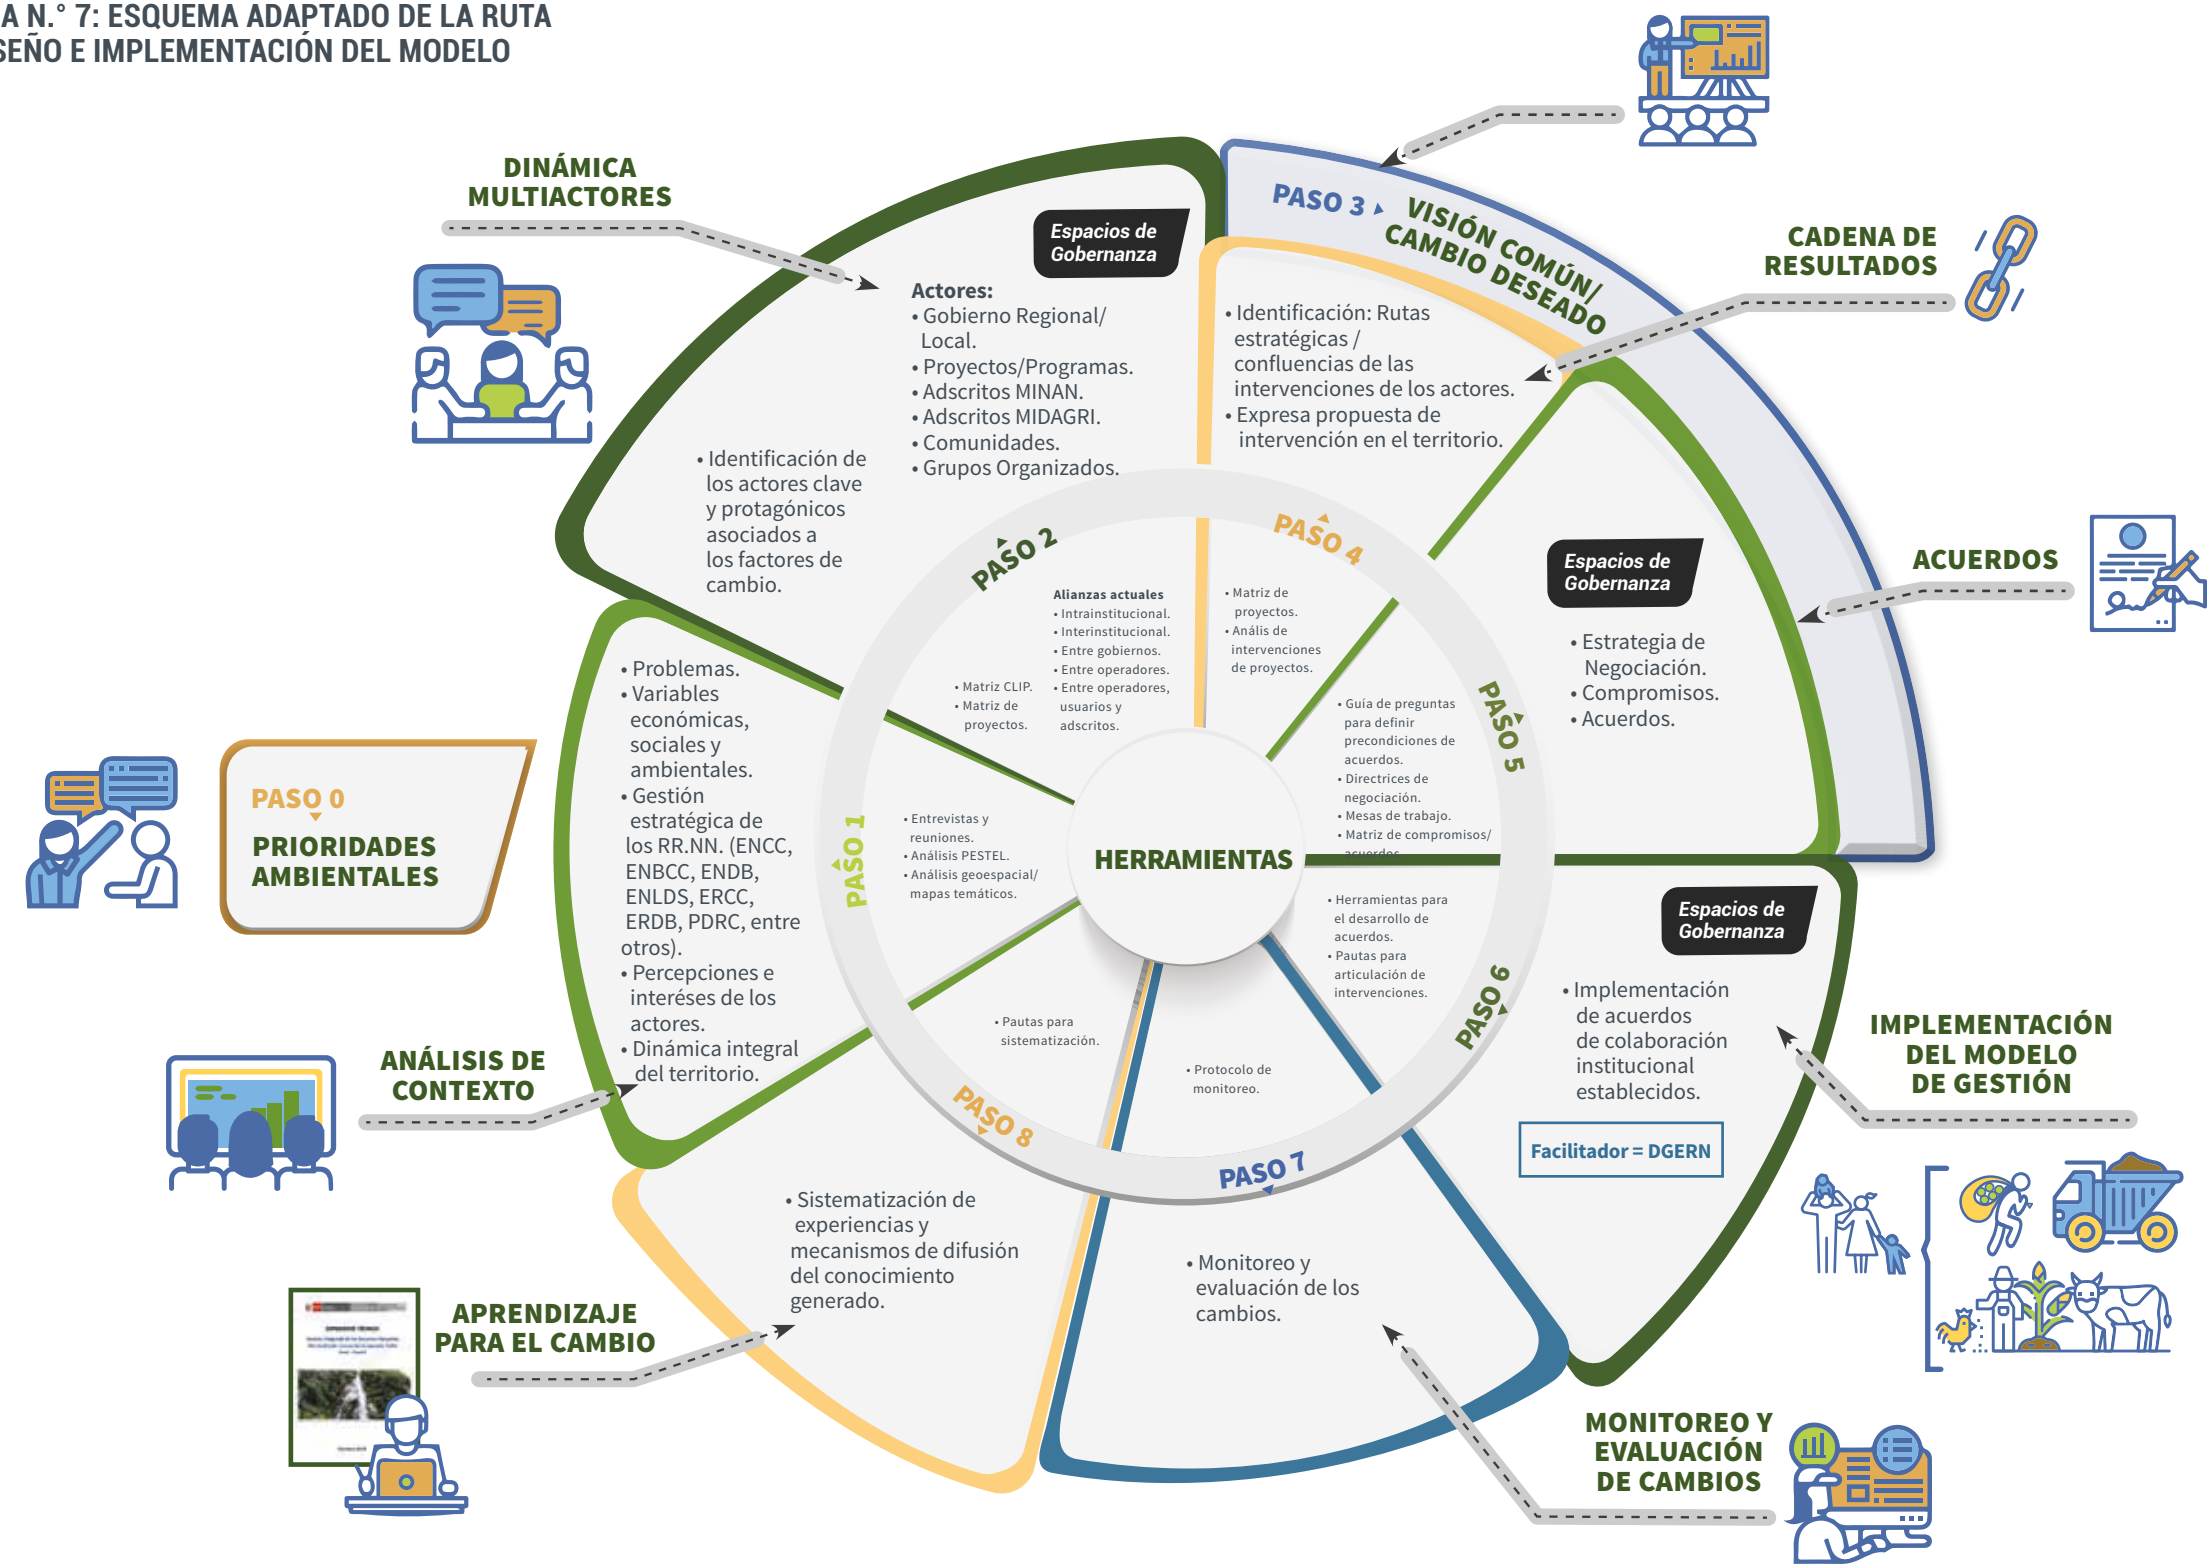 A N.° 7: ESQUEMA ADAPTADO DE LA RUTA
SEÑO E IMPLEMENTACIÓN DEL MODELO
DINÁMICA
MULTIACTORES
Espacios de
Gobernanza
Actores:
• Gobierno Regional/
Local.
• Proyectos/Programas.
• Adscritos MINAN.
• Adscritos MIDAGRI.
• Comunidades.
• Grupos Organizados.
• Identificación de
los actores clave
y protagónicos
asociados a
los factores de
cambio.
PASO 2
Alianzas actuales
• Intrainstitucional.
• Interinstitucional.
• Entre gobiernos.
• Entre operadores.
• Entre operadores,
usuarios y
adscritos.
• Matriz CLIP.
• Matriz de
proyectos.
PASO 3
VISIÓN COMÚN/
CAMBIO DESEADO
CADENA DE
RESULTADOS
• Identificación: Rutas
estratégicas /
confluencias de las
intervenciones de los actores.
• Expresa propuesta de
intervención en el territorio.
PASO 4
• Matriz de
proyectos.
• Anális de
intervenciones
de proyectos.
ACUERDOS
Espacios de
Gobernanza
• Estrategia de
Negociación.
• Compromisos.
• Acuerdos.
PASO 5
• Guía de preguntas
para definir
precondiciones de
acuerdos.
• Directrices de
negociación.
• Mesas de trabajo.
• Matriz de compromisos/
acuerdos.
PASO 0
PRIORIDADES
AMBIENTALES
• Problemas.
• Variables
económicas,
sociales y
ambientales.
• Gestión
estratégica de
los RR.NN. (ENCC,
ENBCC, ENDB,
ENLDS, ERCC,
ERDB, PDRC, entre
otros).
• Percepciones e
interéses de los
actores.
• Dinámica integral
del territorio.
PASO 1
• Entrevistas y
reuniones.
• Análisis PESTEL.
• Análisis geoespacial/
mapas temáticos.
HERRAMIENTAS
ANÁLISIS DE
CONTEXTO
Espacios de
Gobernanza
• Implementación
de acuerdos
de colaboración
institucional
establecidos.
Facilitador = DGERN
PASO 6
• Herramientas para
el desarrollo de
acuerdos.
• Pautas para
articulación de
intervenciones.
IMPLEMENTACIÓN
DEL MODELO
DE GESTIÓN
• Protocolo de
monitoreo.
PASO 7
• Monitoreo y
evaluación de los
cambios.
MONITOREO Y
EVALUACIÓN
DE CAMBIOS
• Pautas para
sistematización.
PASO 8
• Sistematización de
experiencias y
mecanismos de difusión
del conocimiento
generado.
APRENDIZAJE
PARA EL CAMBIO